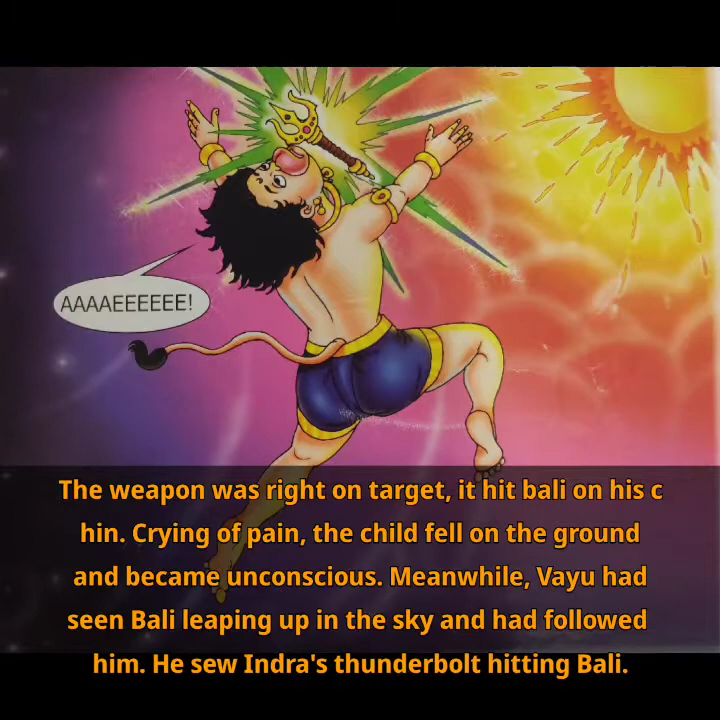 AAAAEEEEEE!
The weapon was right on target, it hit bali on his c
hin. Crying of pain, the child fell on the ground
and became unconscious. Meanwhile, Vayu had
seen Bali leaping up in the sky and had followed
him. He sew Indra's thunderbolt hitting Bali.